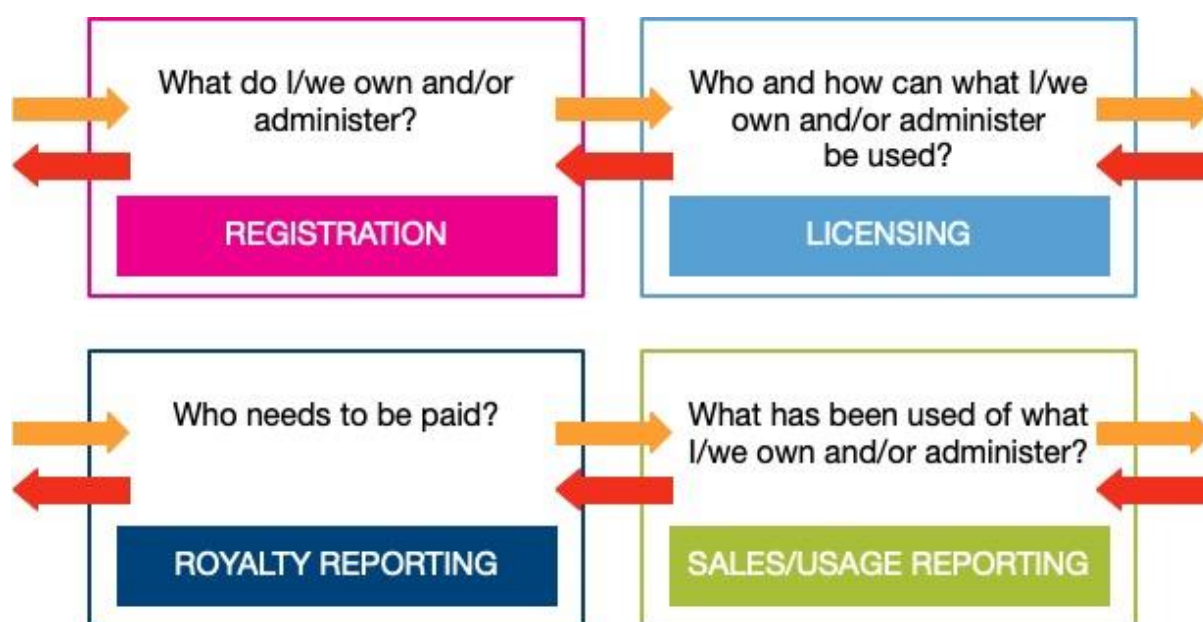 What do I/we own and/or
administer?
REGISTRATION
Who and how can what I/we
own and/or administer
be used?
LICENSING
Who needs to be paid?
ROYALTY REPORTING
What has been used of what
I/we own and/or administer?
SALES/USAGE REPORTING